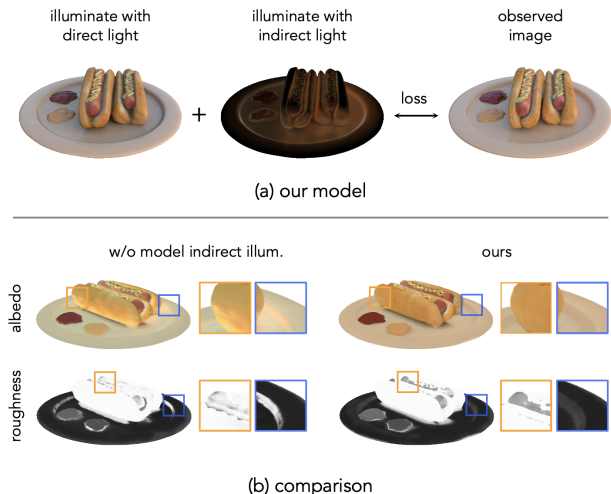 illuminate with
direct light
illuminate with
indirect light
observed
image
+
loss
(a) our model
w/o model indirect illum.
ours
albedo
roughness
(b) comparison